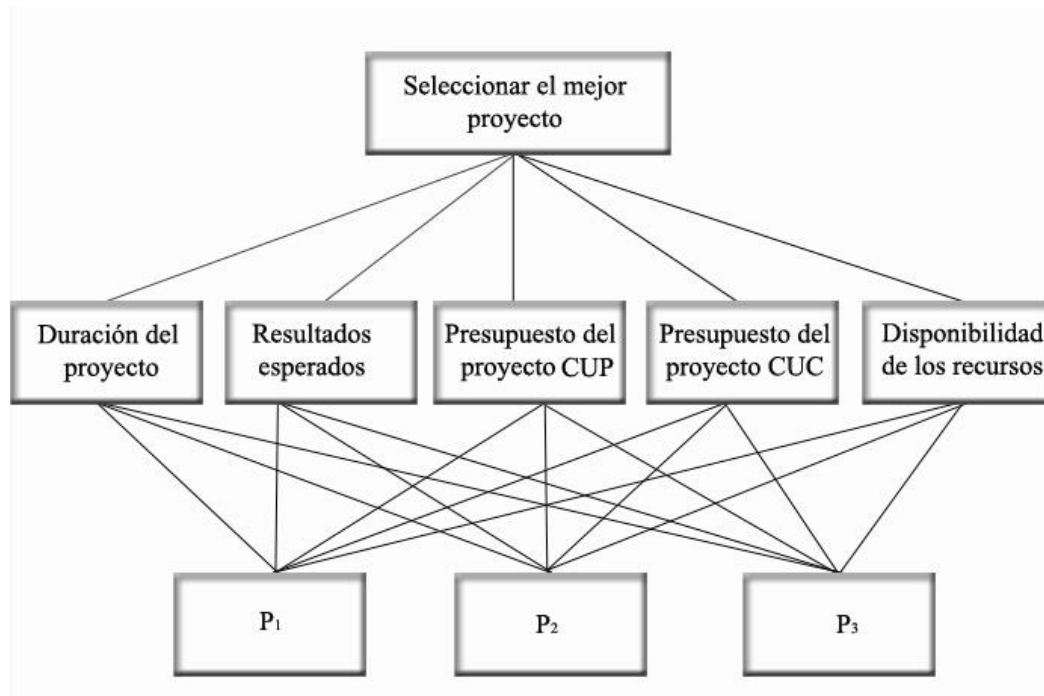 Seleccionar el mejor
proyecto
Duración del
proyecto
Resultados
esperados
Presupuesto del
proyecto CUP
Presupuesto del
proyecto CUC
Disponibilidad
de los recursos
P₁
P₂
P₃